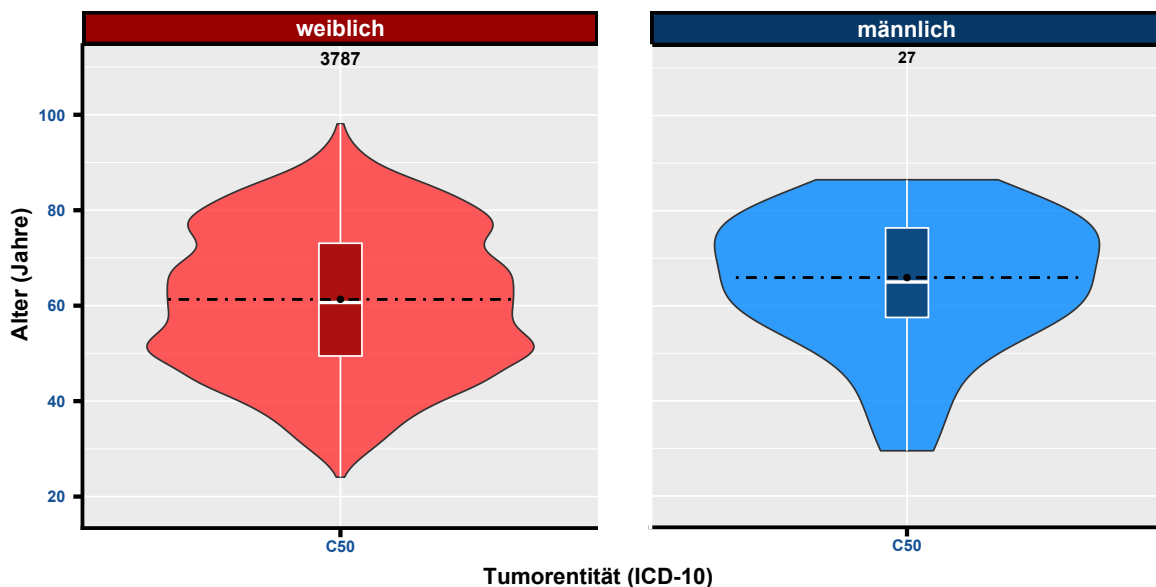 weiblich
männlich
3787
27
Alter (Jahre)
100
80
60
40
20
C50
C50
Tumorentität (ICD-10)